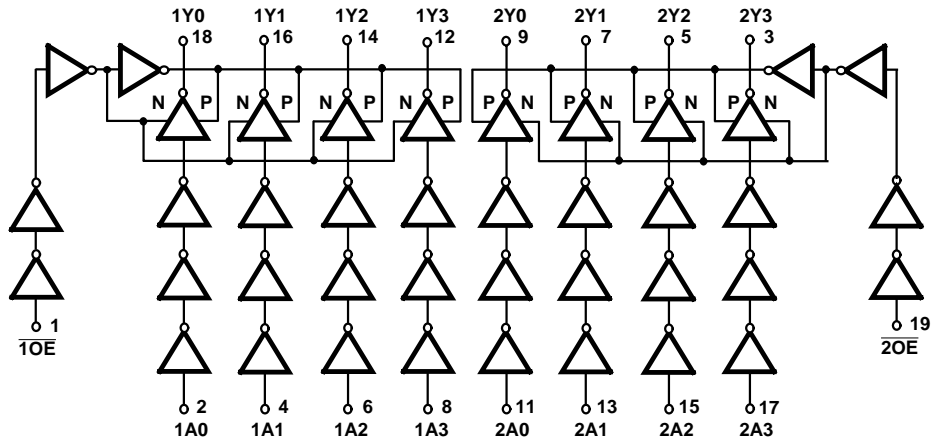 1Y0 1Y1 1Y2 1Y3 2Y0 2Y1 2Y2 2Y3
18 16 14 12 9 7 5 3
N P N P N P N P P N P N P N P N
1 19
1OE 2OE
2 4 6 8 11 13 15 17
1A0 1A1 1A2 1A3 2A0 2A1 2A2 2A3